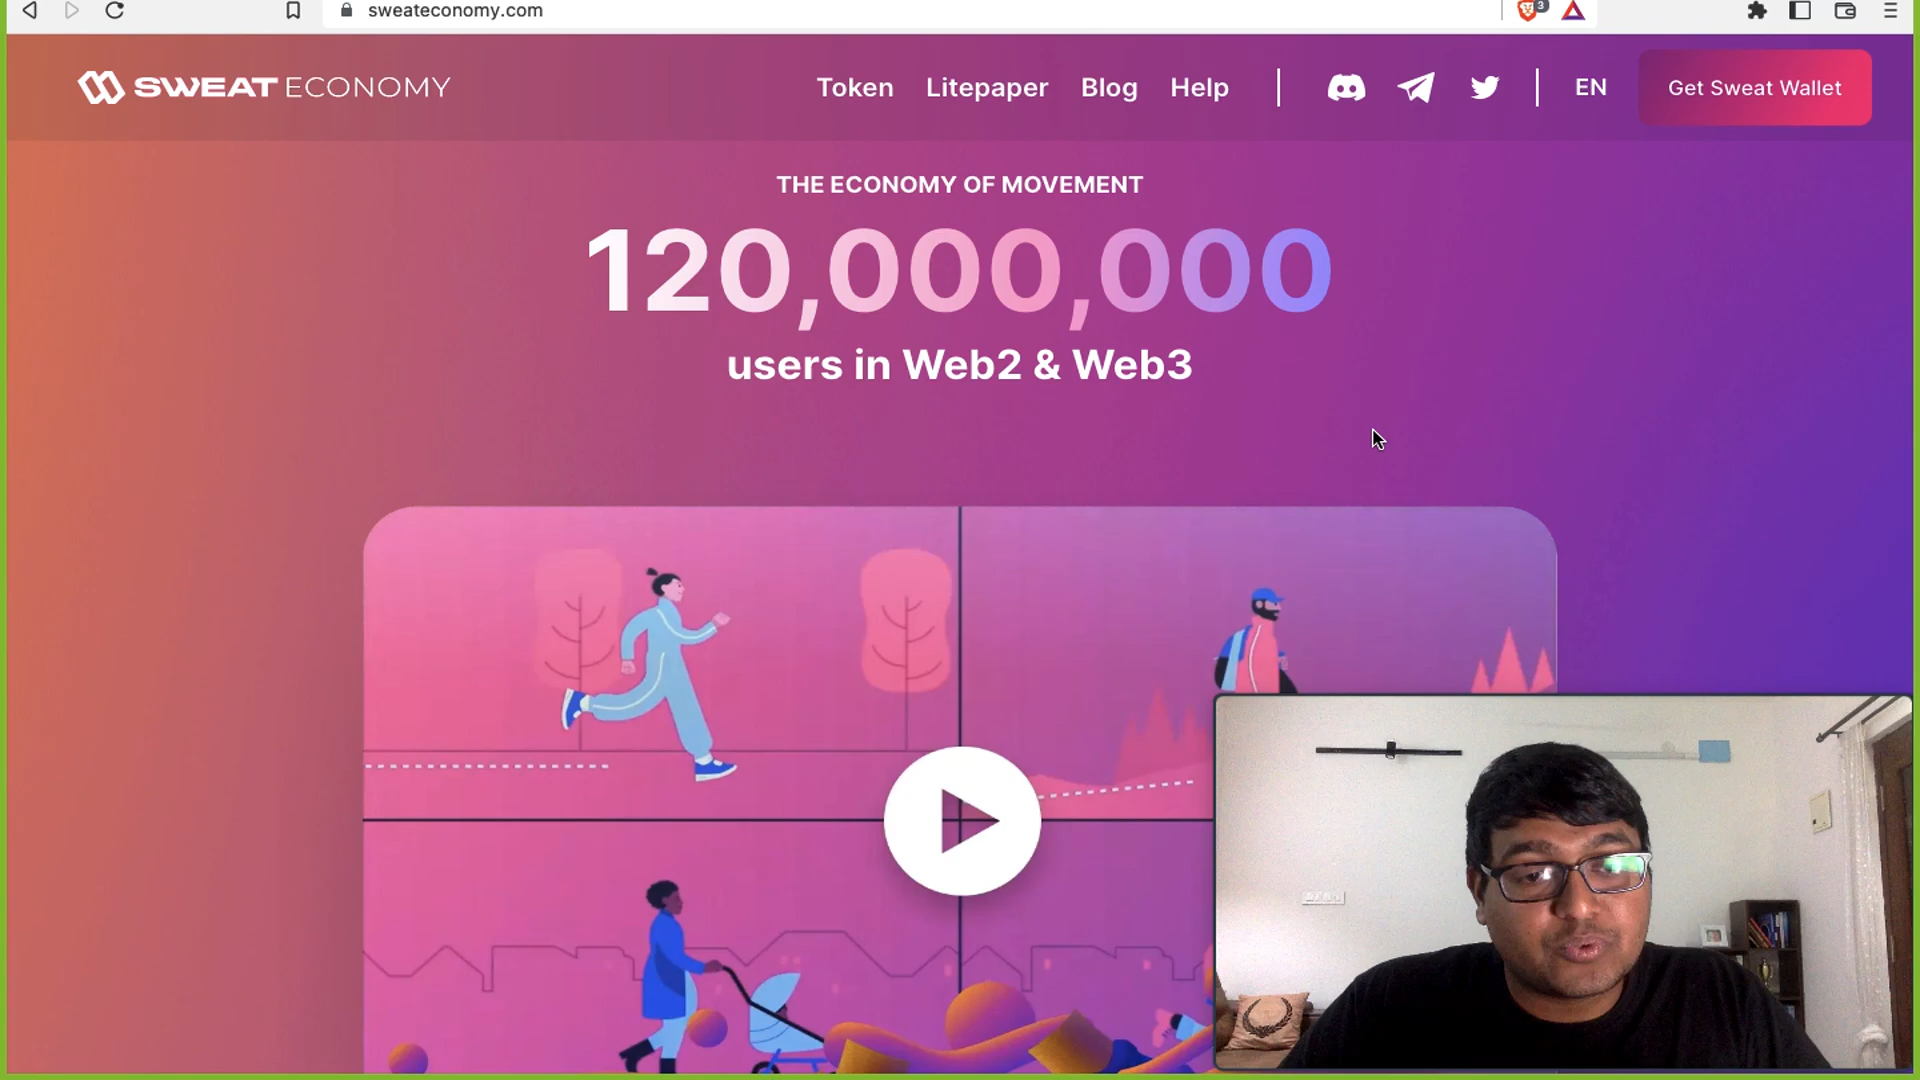 sweateconomy.com
3
SWEAT ECONOMY
Token Litepaper Blog Help
EN
Get Sweat Wallet
THE ECONOMY OF MOVEMENT
120,000,000
users in Web2 & Web3